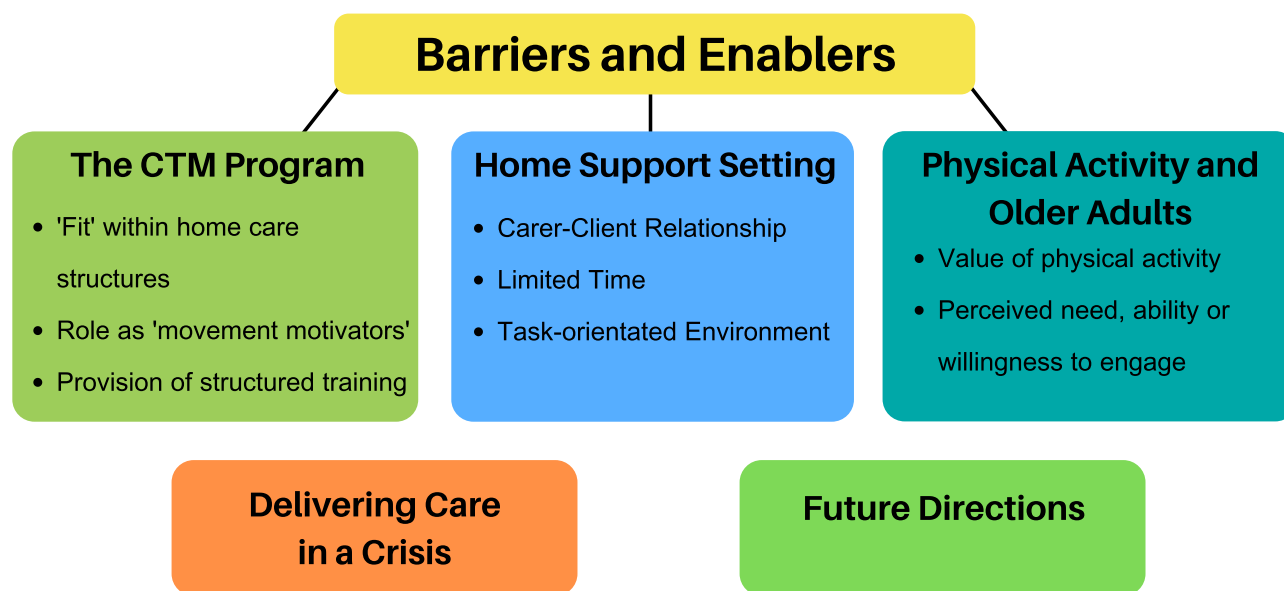 Barriers and Enablers
The CTM Program
• 'Fit' within home care
structures
• Role as 'movement motivators'
• Provision of structured training
Home Support Setting
• Carer-Client Relationship
• Limited Time
• Task-orientated Environment
Physical Activity and
Older Adults
• Value of physical activity
• Perceived need, ability or
willingness to engage
Delivering Care
in a Crisis
Future Directions